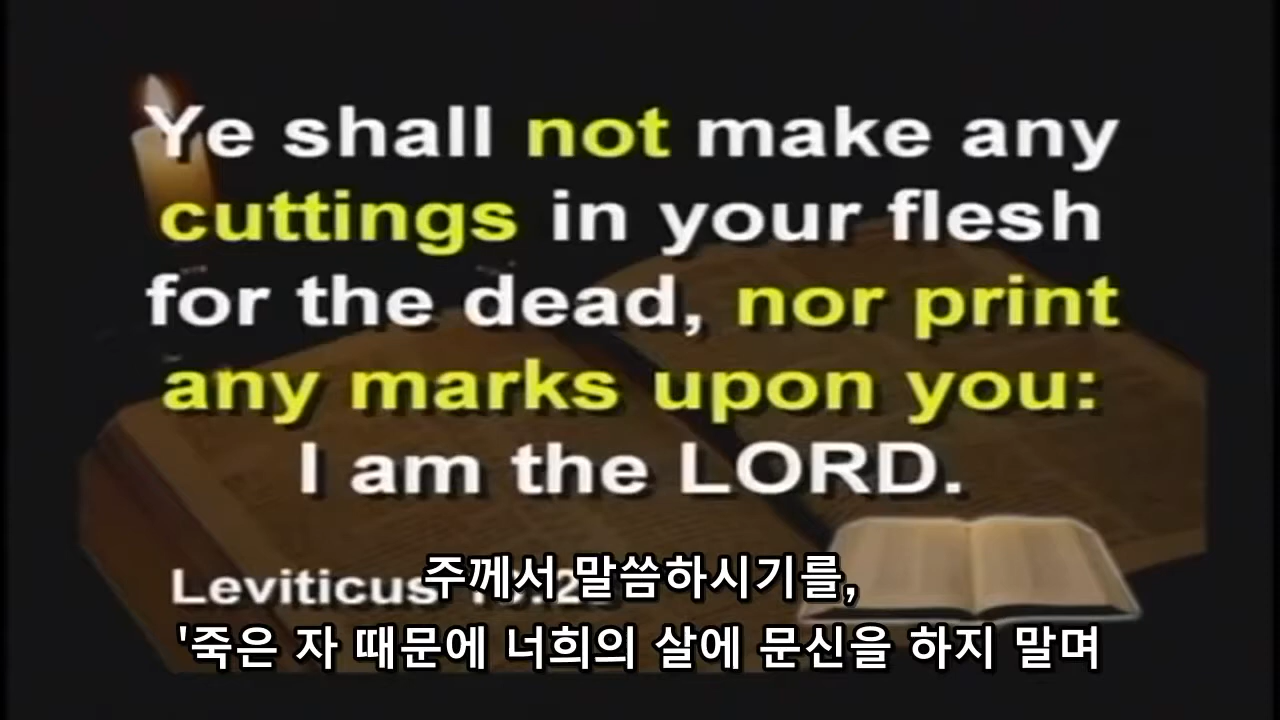 Ye shall not make any
cuttings in your flesh
for the dead, nor print
any marks upon you:
I am the LORD.
Leviticus
주께서 말씀하시기를,
'죽은 자 때문에 너희의 살에 문신을 하지 말며